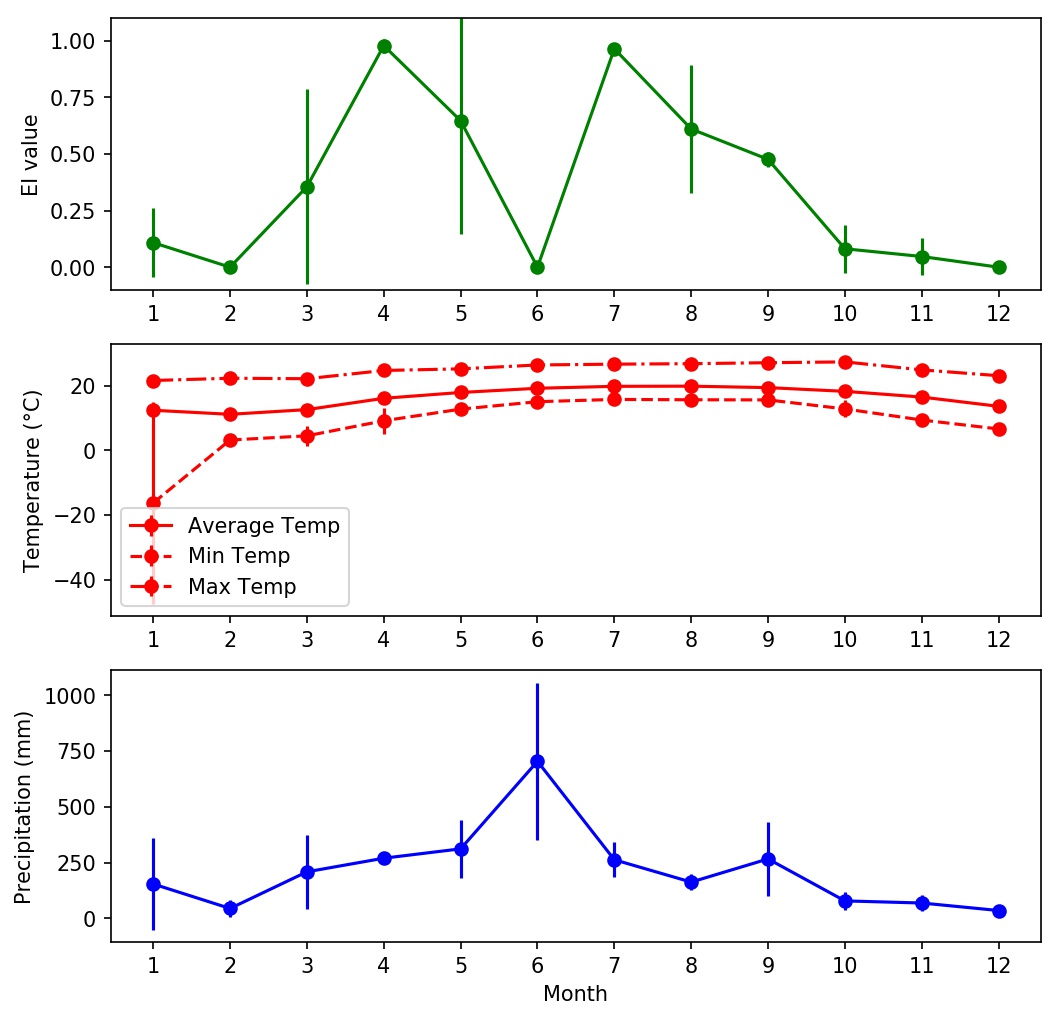 1.00
0.75
0.50
0.25
0.00
EI value
1 2 3 4 5 6 7 8 9 10 11 12
20
0
−20
−40
Temperature (°C)
Average Temp
Min Temp
Max Temp
1 2 3 4 5 6 7 8 9 10 11 12
1000
750
500
250
0
Precipitation (mm)
1 2 3 4 5 6 7 8 9 10 11 12
Month